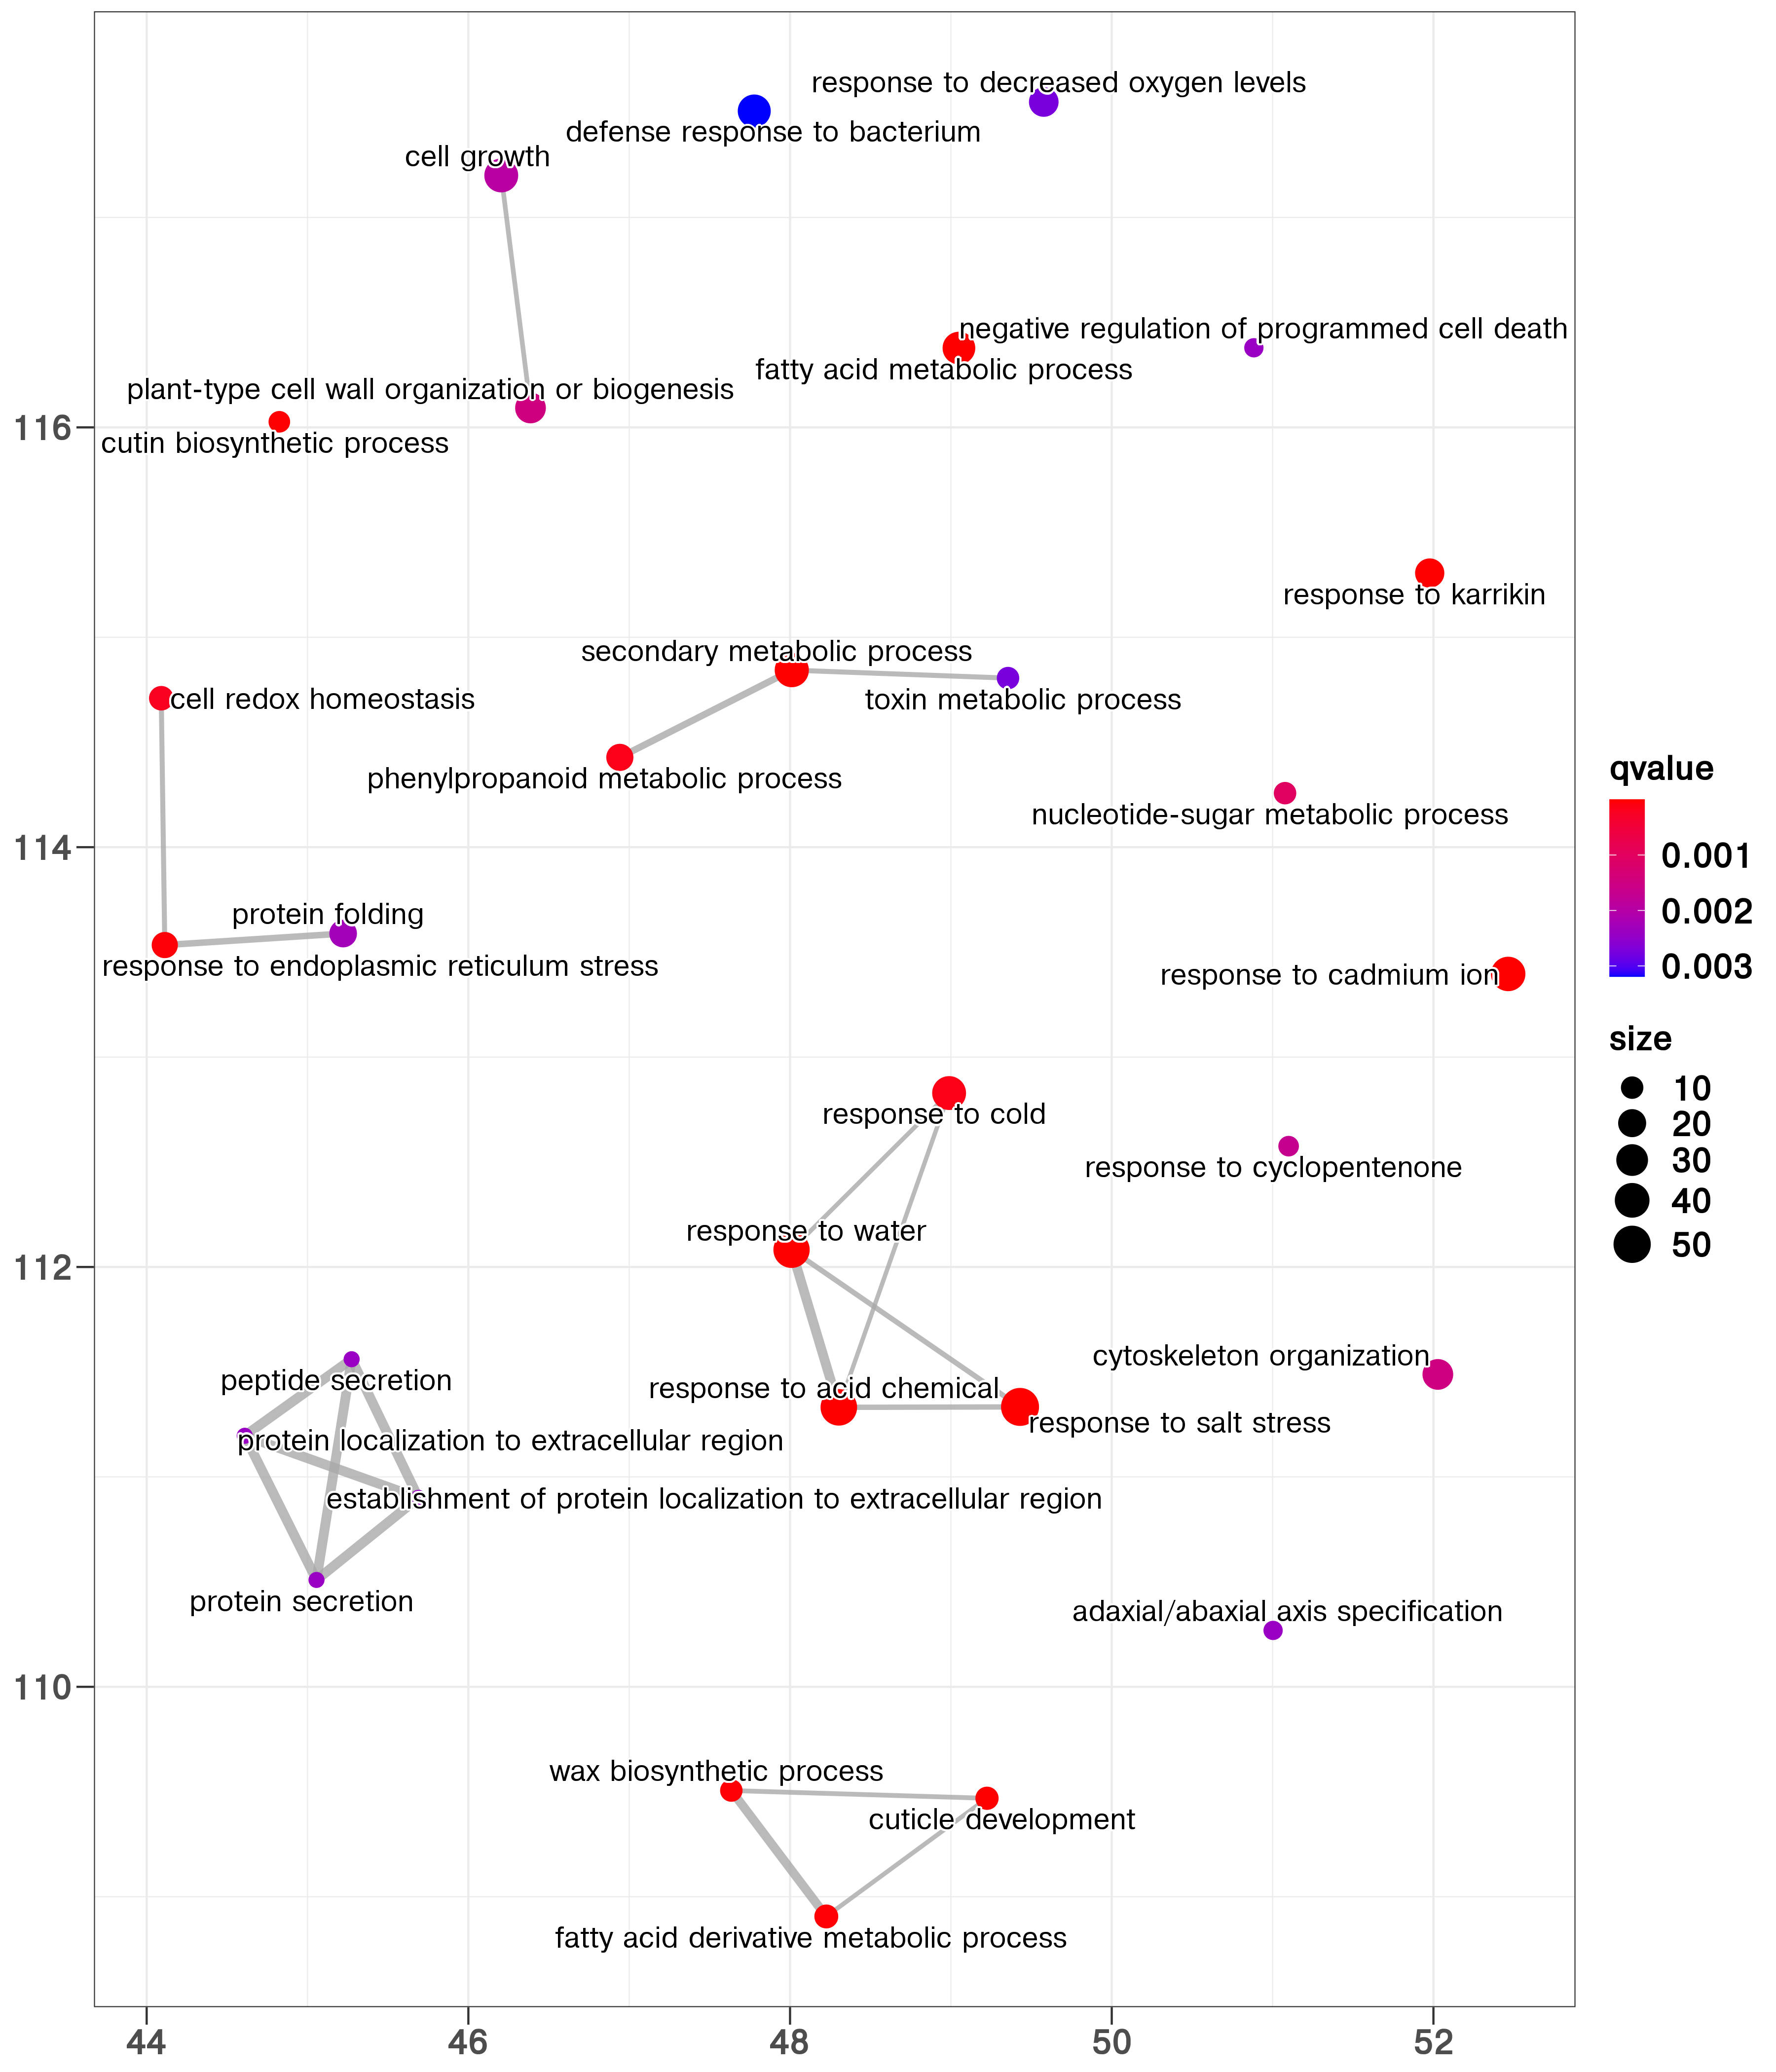 response to decreased oxygen levels
defense response to bacterium
cell growth
negative regulation of programmed cell death
fatty acid metabolic process
plant-type cell wall organization or biogenesis
cutin biosynthetic process
response to karrikin
secondary metabolic process
toxin metabolic process
cell redox homeostasis
phenylpropanoid metabolic process
nucleotide-sugar metabolic process
protein folding
response to endoplasmic reticulum stress
response to cadmium ion
response to cold
response to cyclopentenone
response to water
cytoskeleton organization
peptide secretion
response to acid chemical
response to salt stress
protein localization to extracellular region
establishment of protein localization to extracellular region
protein secretion
adaxial/abaxial axis specification
wax biosynthetic process
cuticle development
fatty acid derivative metabolic process
116
114
112
110
44
46
48
50
52
qvalue
0.001
0.002
0.003
size
10
20
30
40
50